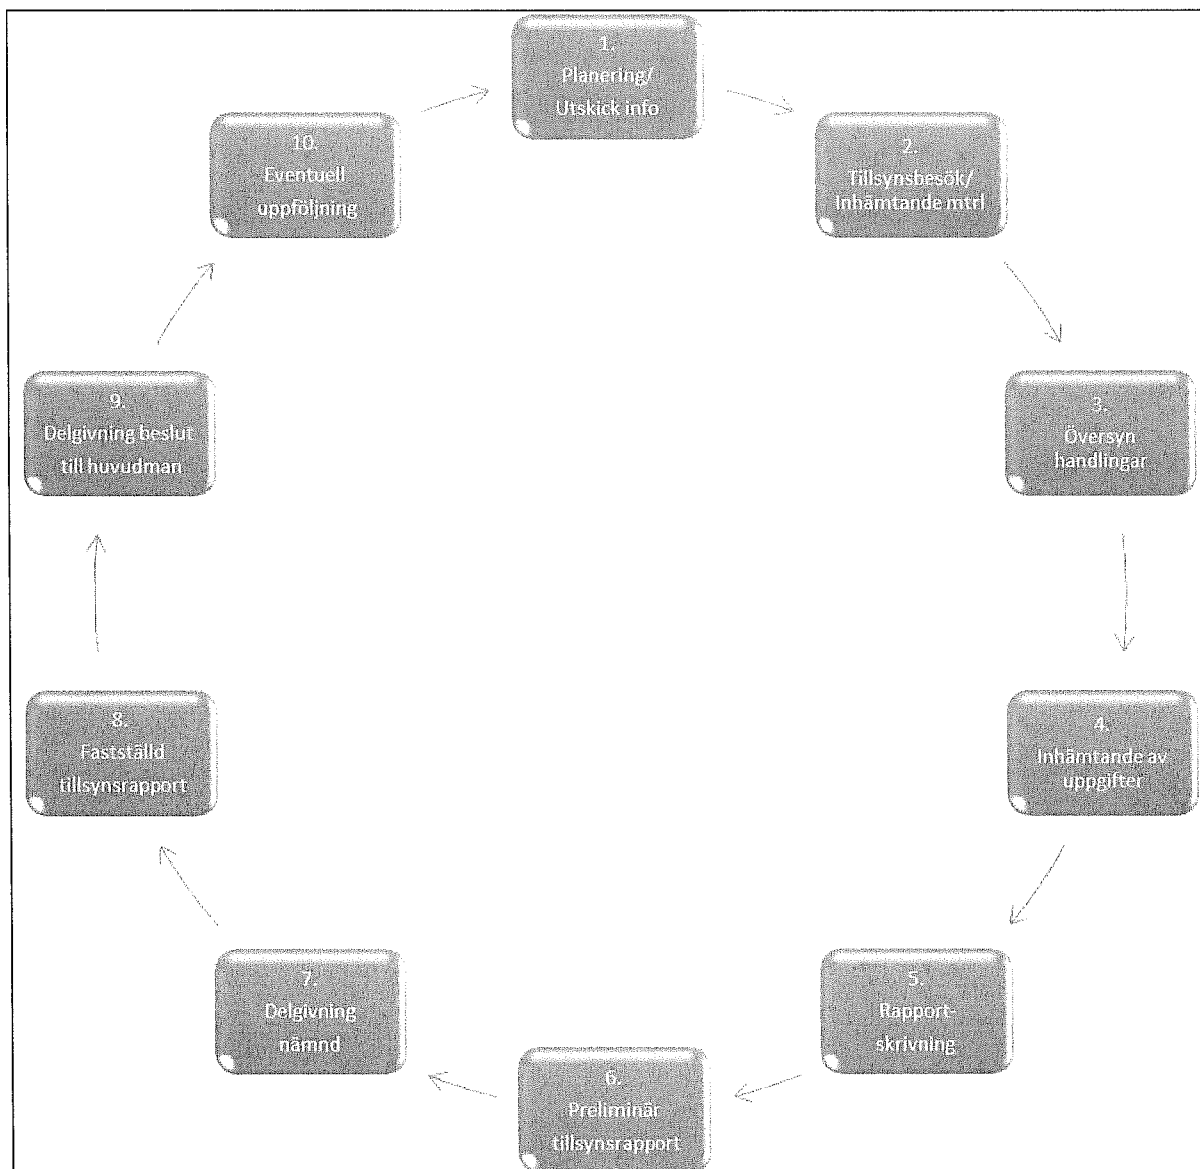 1.
Planering/
Utskick info
2.
Tillsynsbesök/
Inhämtande mtrl
3.
Översyn
handlingar
4.
Inhämtande av
uppgifter
5.
Rapport-
skrivning
6.
Preliminär
tillsynsrapport
7.
Delgivning
nämnd
8.
Fastställd
tillsynsrapport
9.
Delgivning beslut
till huvudman
10.
Eventuell
uppföljning